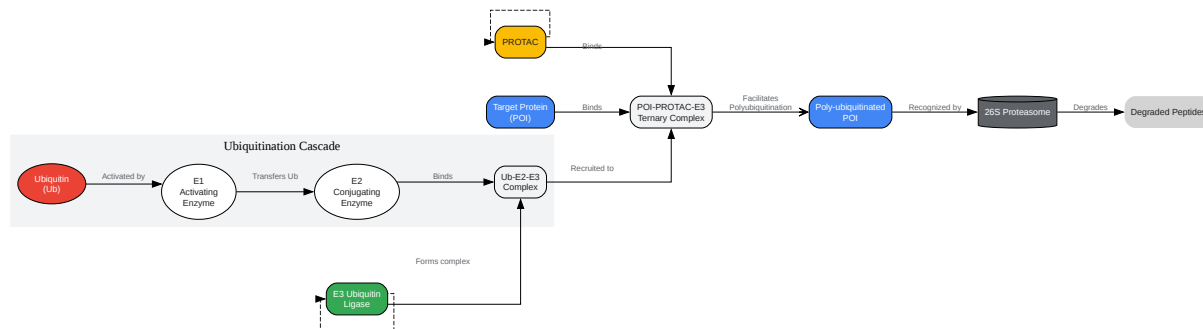 PROTAC
Binds
Target Protein
(POI)
Binds
POI-PROTAC-E3
Ternary Complex
Facilitates
Polyubiquitination
Poly-ubiquitinated
POI
Recognized by
26S Proteasome
Degrades
Degraded Peptides
Ubiquitination Cascade
Ubiquitin
(Ub)
Activated by
E1
Activating
Enzyme
Transfers Ub
E2
Conjugating
Enzyme
Binds
Ub-E2-E3
Complex
Recruited to
Forms complex
E3 Ubiquitin
Ligase